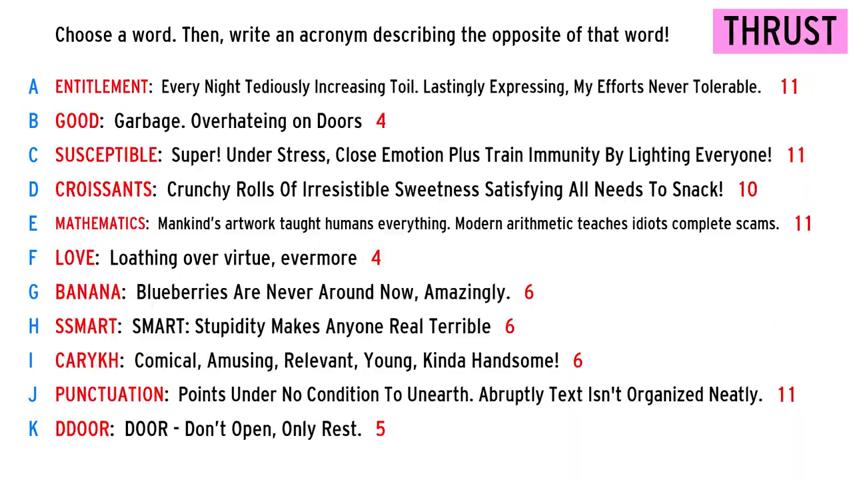 Choose a word. Then, write an acronym describing the opposite of that word!
THRUST
A ENTITLEMENT: Every Night Tediously Increasing Toil. Lastingly Expressing, My Efforts Never Tolerable. 11
B GOOD: Garbage. Overhateing on Doors 4
C SUSCEPTIBLE: Super! Under Stress, Close Emotion Plus Train Immunity By Lighting Everyone! 11
D CROISSANTS: Crunchy Rolls Of Irresistible Sweetness Satisfying All Needs To Snack! 10
E MATHEMATICS: Mankind's artwork taught humans everything. Modern arithmetic teaches idiots complete scams. 11
F LOVE: Loathing over virtue, evermore 4
G BANANA: Blueberries Are Never Around Now, Amazingly. 6
H SSMART: SMART: Stupidity Makes Anyone Real Terrible 6
I CARYKH: Comical, Amusing, Relevant, Young, Kinda Handsome! 6
J PUNCTUATION: Points Under No Condition To Unearth. Abruptly Text Isn't Organized Neatly. 11
K DDOOR: DOOR - Don't Open, Only Rest. 5